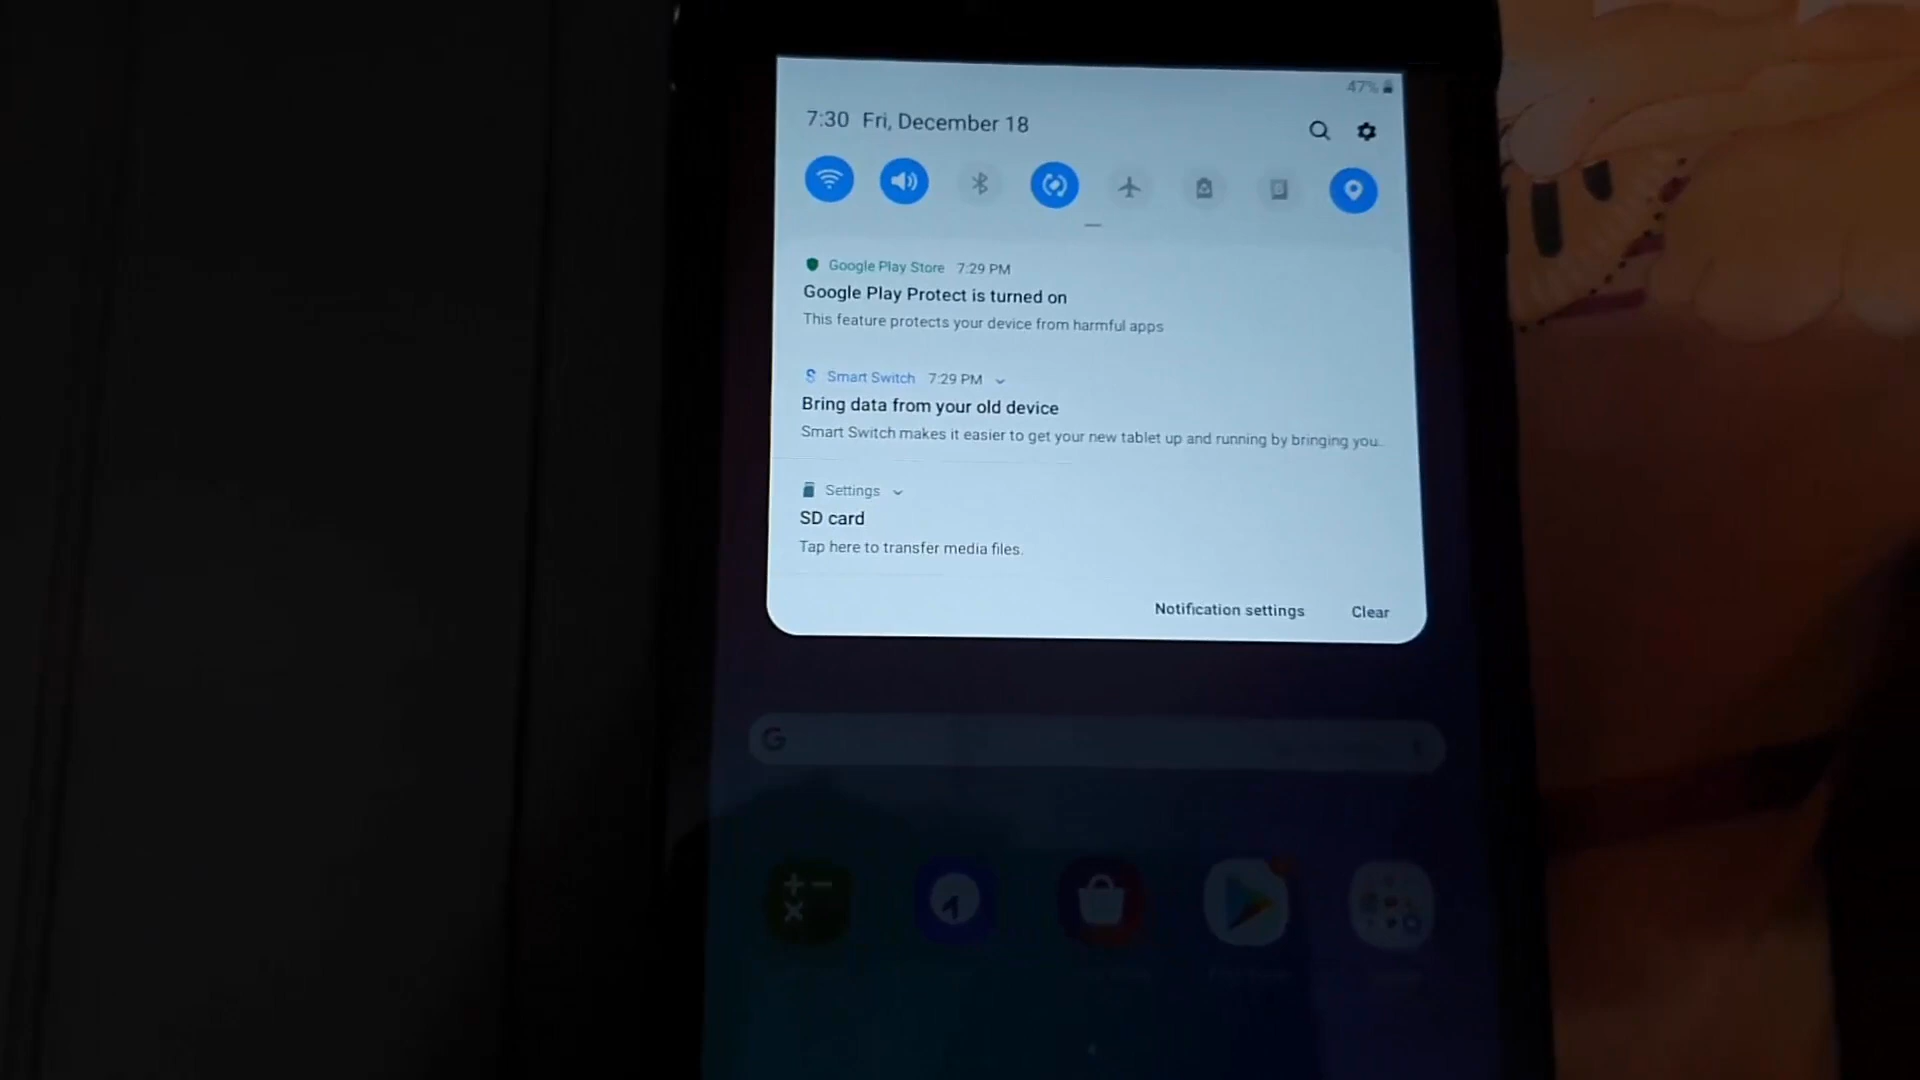 47%
7:30 Fri, December 18
Google Play Store 7:29 PM
Google Play Protect is turned on
This feature protects your device from harmful apps
Smart Switch 7:29 PM
Bring data from your old device
Smart Switch makes it easier to get your new tablet up and running by bringing you..
Settings
SD card
Tap here to transfer media files.
Notification settings Clear
G